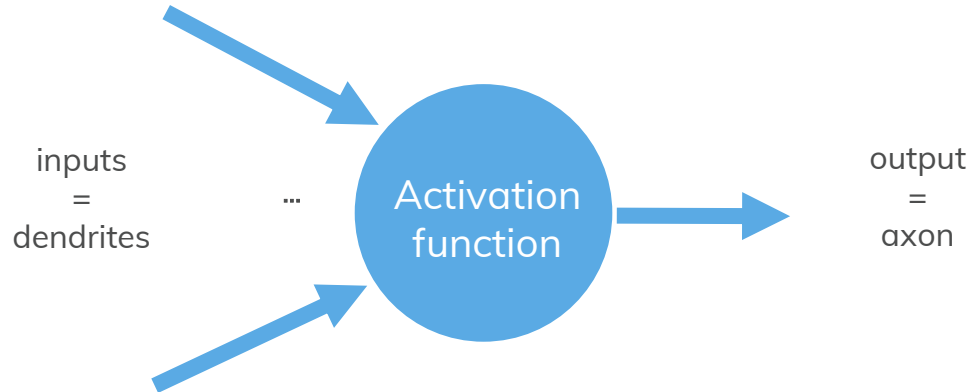 inputs
=
dendrites
...
Activation
function
output
=
axon